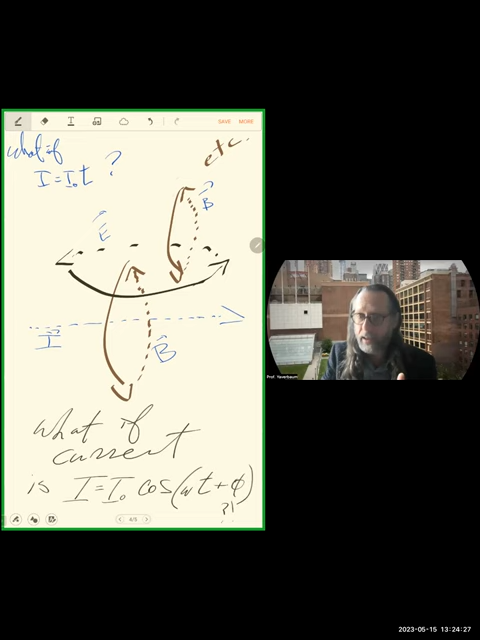 SAVE MORE
what if
I = I₀t ?
etc.
B
E
I
B
what if
current
is I = I₀ cos(ωt + φ)
?!
4/5
Prof. Yaverbaum
2023-05-15 13:24:27